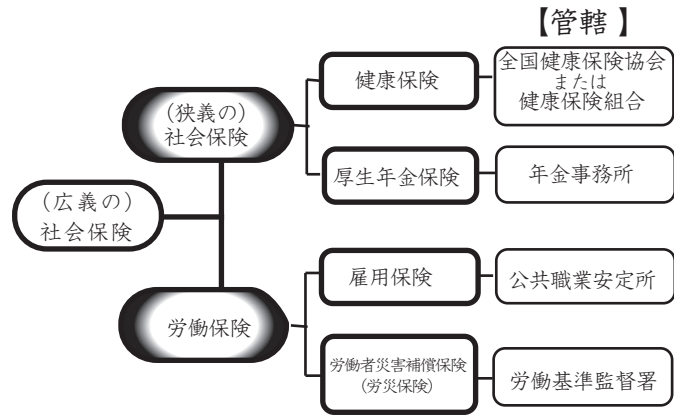 【管轄】
(広義の)
社会保険
(狭義の)
社会保険
健康保険
全国健康保険協会
または
健康保険組合
厚生年金保険
年金事務所
労働保険
雇用保険
公共職業安定所
労働者災害補償保険
(労災保険)
労働基準監督署